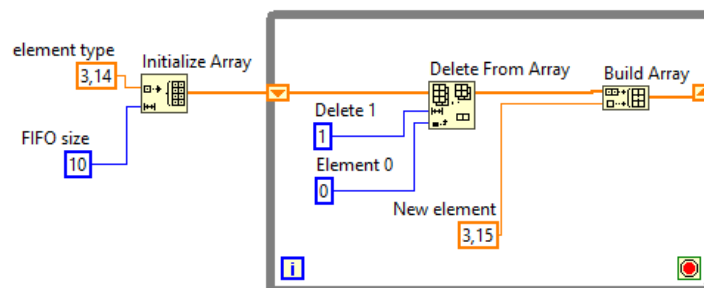 element type
3,14
Initialize Array
FIFO size
10
Delete From Array
Build Array
Delete 1
1
Element 0
0
New element
3,15
i